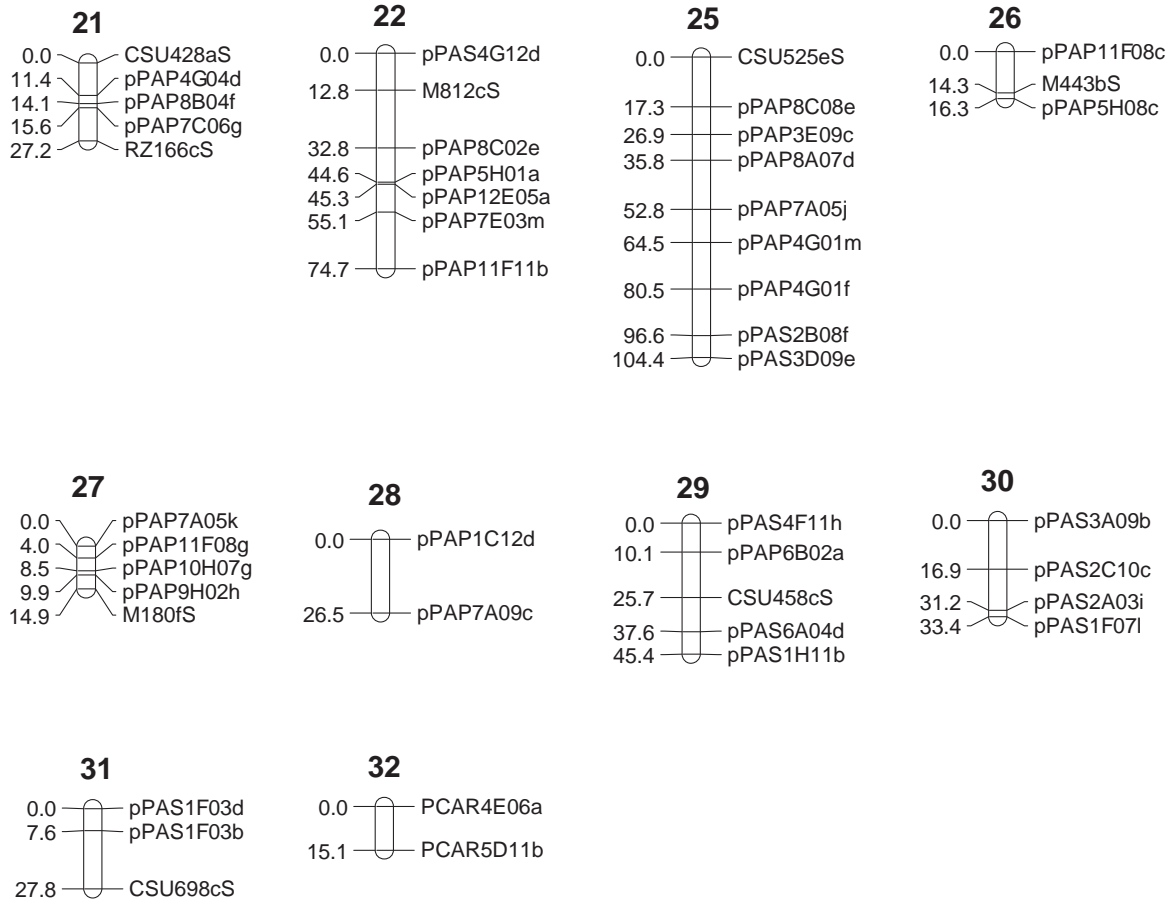 21
0.0 CSU428aS
11.4 pPAP4G04d
14.1 pPAP8B04f
15.6 pPAP7C06g
27.2 RZ166cS
22
0.0 pPAS4G12d
12.8 M812cS
32.8 pPAP8C02e
44.6 pPAP5H01a
45.3 pPAP12E05a
55.1 pPAP7E03m
74.7 pPAP11F11b
25
0.0 CSU525eS
17.3 pPAP8C08e
26.9 pPAP3E09c
35.8 pPAP8A07d
52.8 pPAP7A05j
64.5 pPAP4G01m
80.5 pPAP4G01f
96.6 pPAS2B08f
104.4 pPAS3D09e
26
0.0 pPAP11F08c
14.3 M443bS
16.3 pPAP5H08c
27
0.0 pPAP7A05k
4.0 pPAP11F08g
8.5 pPAP10H07g
9.9 pPAP9H02h
14.9 M180fS
28
0.0 pPAP1C12d
26.5 pPAP7A09c
29
0.0 pPAS4F11h
10.1 pPAP6B02a
25.7 CSU458cS
37.6 pPAS6A04d
45.4 pPAS1H11b
30
0.0 pPAS3A09b
16.9 pPAS2C10c
31.2 pPAS2A03i
33.4 pPAS1F07l
31
0.0 pPAS1F03d
7.6 pPAS1F03b
27.8 CSU698cS
32
0.0 PCAR4E06a
15.1 PCAR5D11b